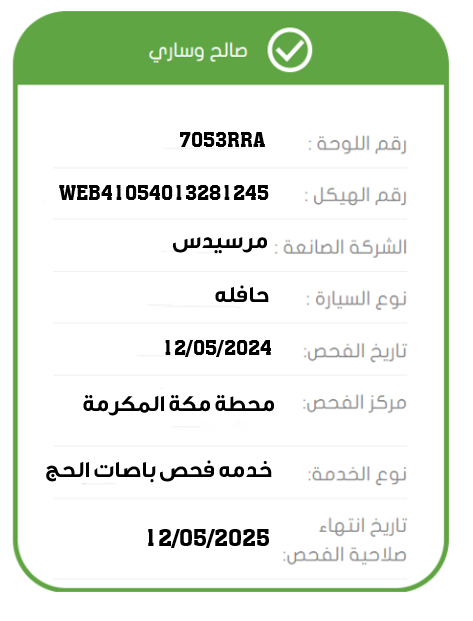 صالح وساري
رقم اللوحة : 7053RRA
رقم الهيكل : WEB41054013281245
الشركة الصانعة : مرسيدس
نوع السيارة : حافله
تاريخ الفحص: 12/05/2024
مركز الفحص: محطة مكة المكرمة
نوع الخدمة: خدمه فحص باصات الحج
تاريخ انتهاء
صلاحية الفحص: 12/05/2025